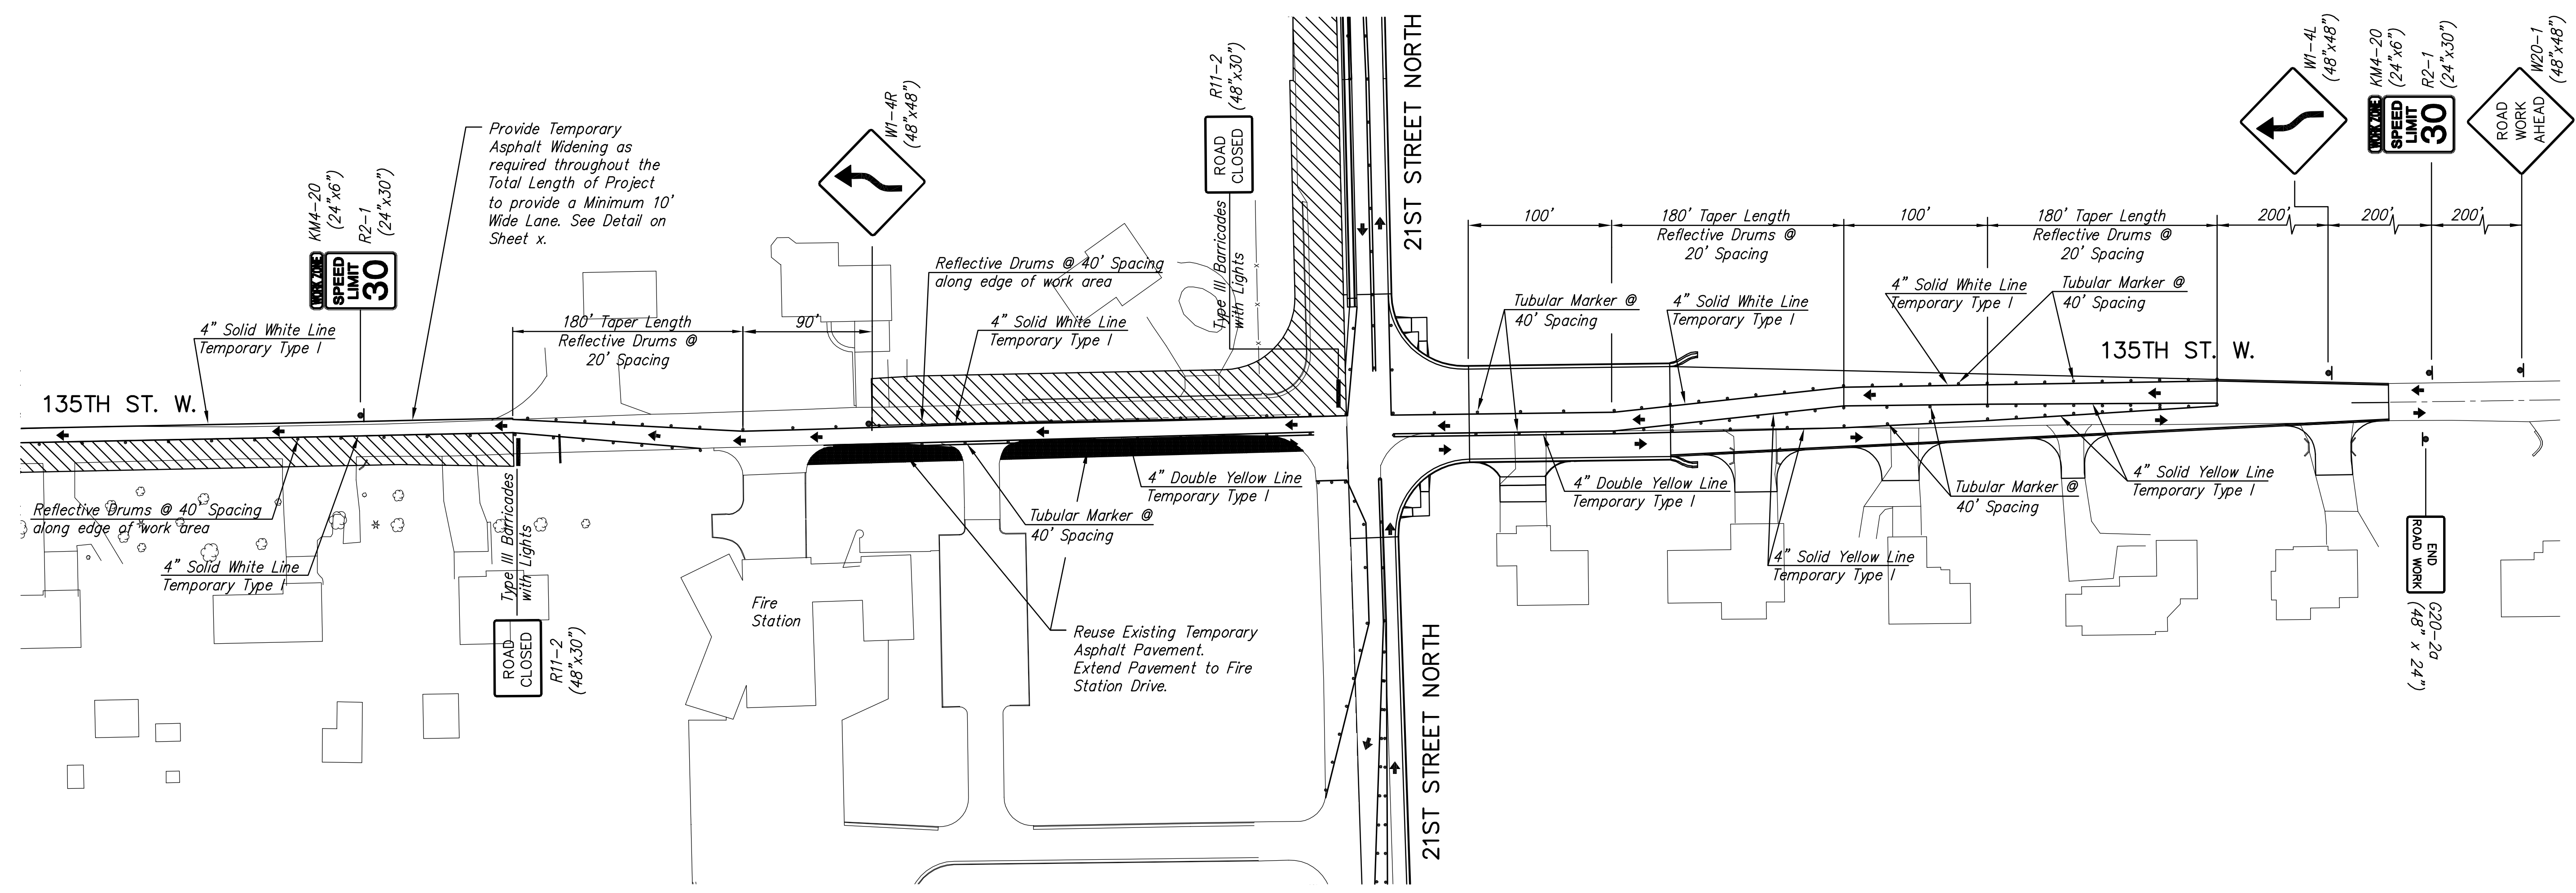 135TH ST. W.
4" Solid White Line
Temporary Type I
KM4-20
(24"x6")
R2-1
(24"x30")
WORK ZONE
SPEED
LIMIT
30
Provide Temporary
Asphalt Widening as
required throughout the
Total Length of Project
to provide a Minimum 10'
Wide Lane. See Detail on
Sheet x.
180' Taper Length
Reflective Drums @
20' Spacing
90'
W1-4R
(48"x48")
Reflective Drums @ 40' Spacing
along edge of work area
4" Solid White Line
Temporary Type I
R11-2
(48"x30")
ROAD
CLOSED
Type III Barricades
with Lights
21ST STREET NORTH
100'
180' Taper Length
Reflective Drums @
20' Spacing
100'
180' Taper Length
Reflective Drums @
20' Spacing
200'
200'
200'
Tubular Marker @
40' Spacing
4" Solid White Line
Temporary Type I
4" Solid White Line
Temporary Type I
Tubular Marker @
40' Spacing
W1-4L
(48"x48")
KM4-20
(24"x6")
R2-1
(24"x30")
WORK ZONE
SPEED
LIMIT
30
W20-1
(48"x48")
ROAD
WORK
AHEAD
135TH ST. W.
Reflective Drums @ 40' Spacing
along edge of work area
4" Solid White Line
Temporary Type I
Type III Barricades
with Lights
ROAD
CLOSED
R11-2
(48"x30")
Fire
Station
4" Double Yellow Line
Temporary Type I
Tubular Marker @
40' Spacing
Reuse Existing Temporary
Asphalt Pavement.
Extend Pavement to Fire
Station Drive.
21ST STREET NORTH
4" Double Yellow Line
Temporary Type I
4" Solid Yellow Line
Temporary Type I
Tubular Marker @
40' Spacing
4" Solid Yellow Line
Temporary Type I
END
ROAD WORK
G20-2a
(48" x 24")